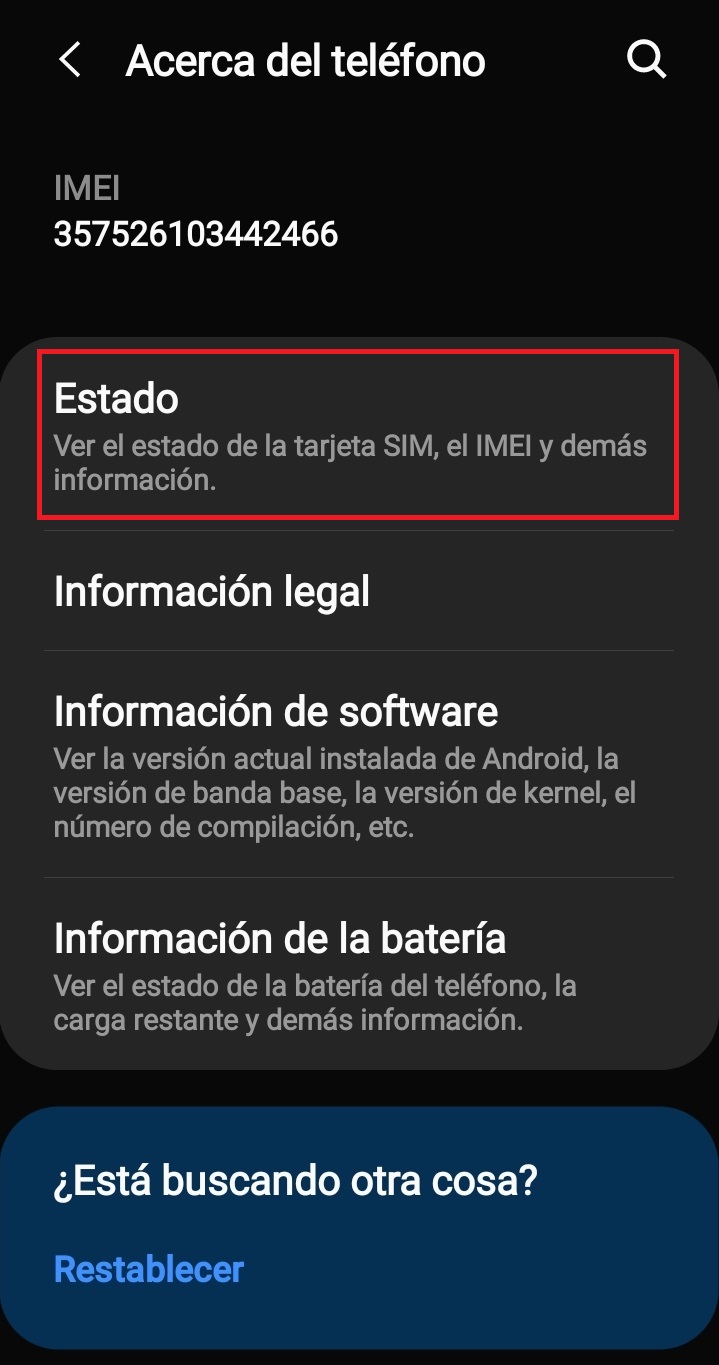 Acerca del teléfono
IMEI
357526103442466
Estado
Ver el estado de la tarjeta SIM, el IMEI y demás
información.
Información legal
Información de software
Ver la versión actual instalada de Android, la
versión de banda base, la versión de kernel, el
número de compilación, etc.
Información de la batería
Ver el estado de la batería del teléfono, la
carga restante y demás información.
¿Está buscando otra cosa?
Restablecer